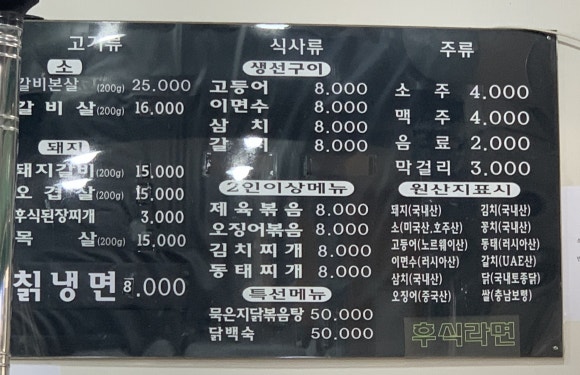 고기류
소
갈비본살(200g) 25.000
갈비살(200g) 16.000
돼지
돼지갈비(200g) 15.000
오겹살(200g) 15.000
후식된장찌개 3.000
목살(200g) 15.000
칡냉면 8.000
식사류
생선구이
고등어 8.000
이면수 8.000
삼치 8.000
갈치 8.000
2인이상메뉴
제육볶음 8.000
오징어볶음 8.000
김치찌개 8.000
동태찌개 8.000
특선메뉴
묵은지닭볶음탕 50.000
닭백숙 50.000
주류
소주 4.000
맥주 4.000
음료 2.000
막걸리 3.000
원산지표시
돼지(국내산) 김치(국내산)
소(미국산,호주산) 꽁치(국내산)
고등어(노르웨이산) 동태(러시아산)
이면수(러시아산) 갈치(UAE산)
삼치(국내산) 닭(국내토종닭)
오징어(중국산) 쌀(충남보령)
후식라면